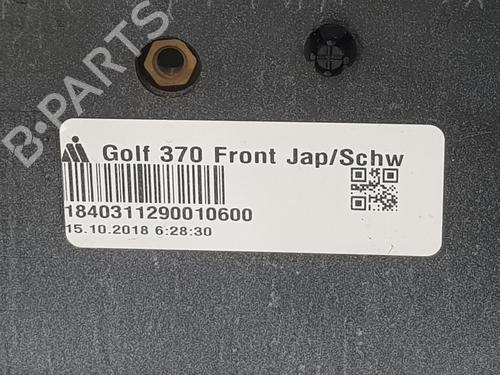 B-PARTS
Golf 370 Front Jap/Schw
1840311290010600
15.10.2018 6:28:30